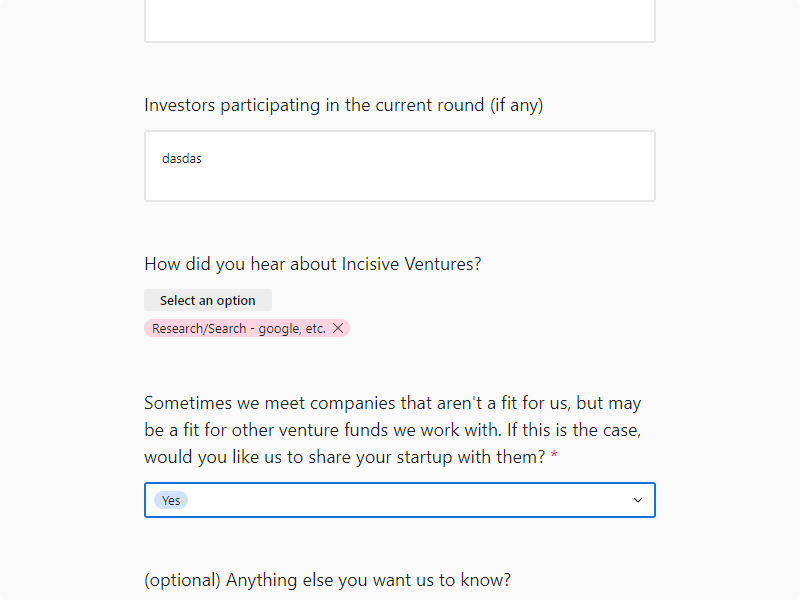 Investors participating in the current round (if any)
dasdas
How did you hear about Incisive Ventures?
Select an option
Research/Search - google, etc.
Sometimes we meet companies that aren't a fit for us, but may
be a fit for other venture funds we work with. If this is the case,
would you like us to share your startup with them? *
Yes
(optional) Anything else you want us to know?